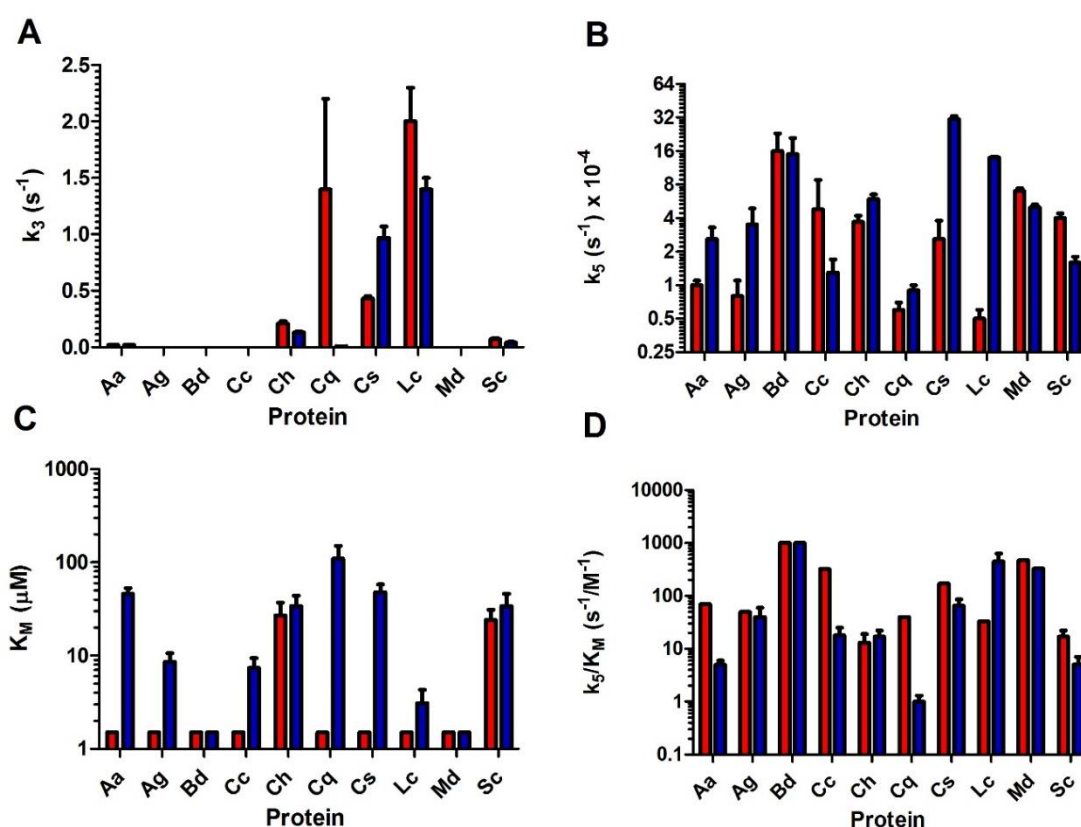 A
k3 (s-1)
2.5
2.0
1.5
1.0
0.5
0.0
Aa Ag Bd Cc Ch Cq Cs Lc Md Sc
Protein
B
k5 (s-1) x 10-4
64
32
16
8
4
2
1
0.5
0.25
Aa Ag Bd Cc Ch Cq Cs Lc Md Sc
Protein
C
KM (μM)
1000
100
10
1
Aa Ag Bd Cc Ch Cq Cs Lc Md Sc
Protein
D
k5/KM (s-1/M-1)
10000
1000
100
10
1
0.1
Aa Ag Bd Cc Ch Cq Cs Lc Md Sc
Protein